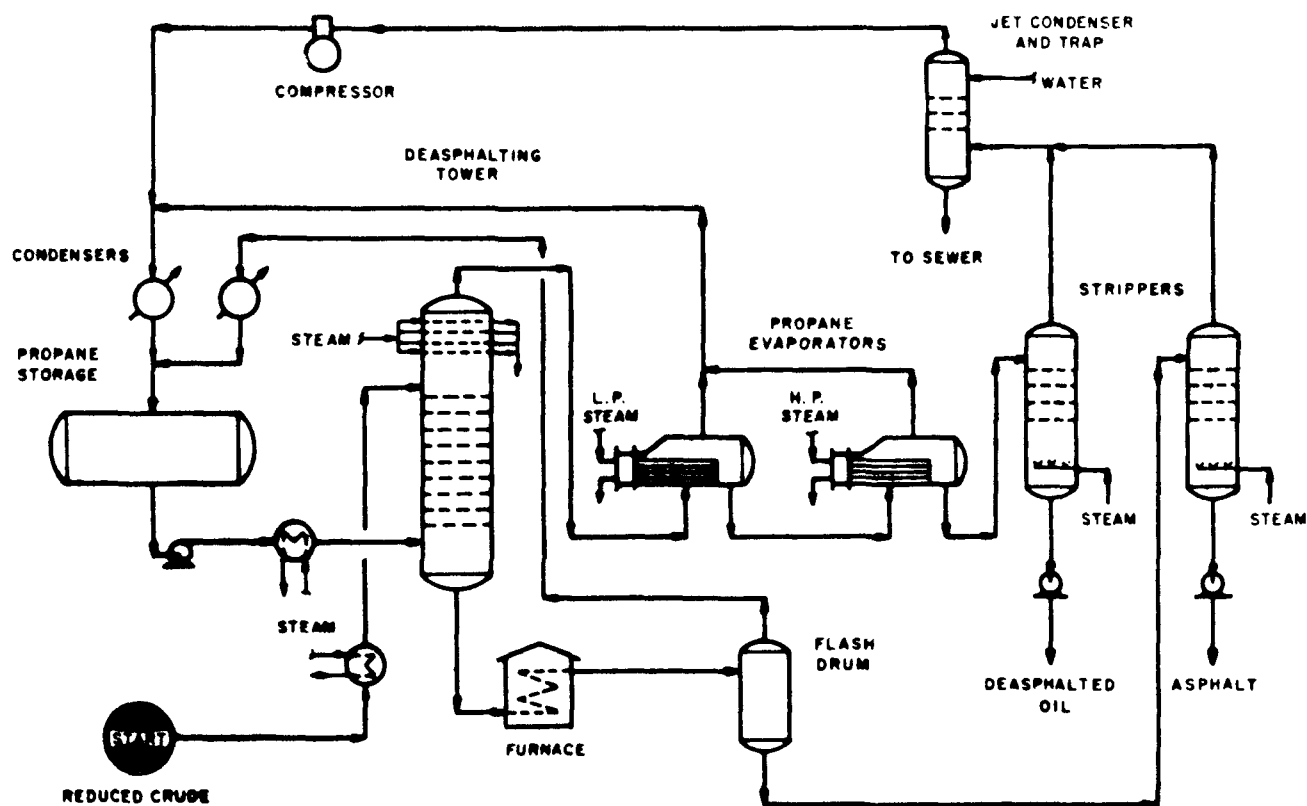 JET CONDENSER
AND TRAP
WATER
COMPRESSOR
DEASPHALTING
TOWER
TO SEWER
CONDENSERS
STRIPPERS
STEAM
PROPANE
EVAPORATORS
PROPANE
STORAGE
L.P.
STEAM
H.P.
STEAM
STEAM
STEAM
STEAM
FLASH
DRUM
DEASPHALTED
OIL
ASPHALT
START
FURNACE
REDUCED CRUDE